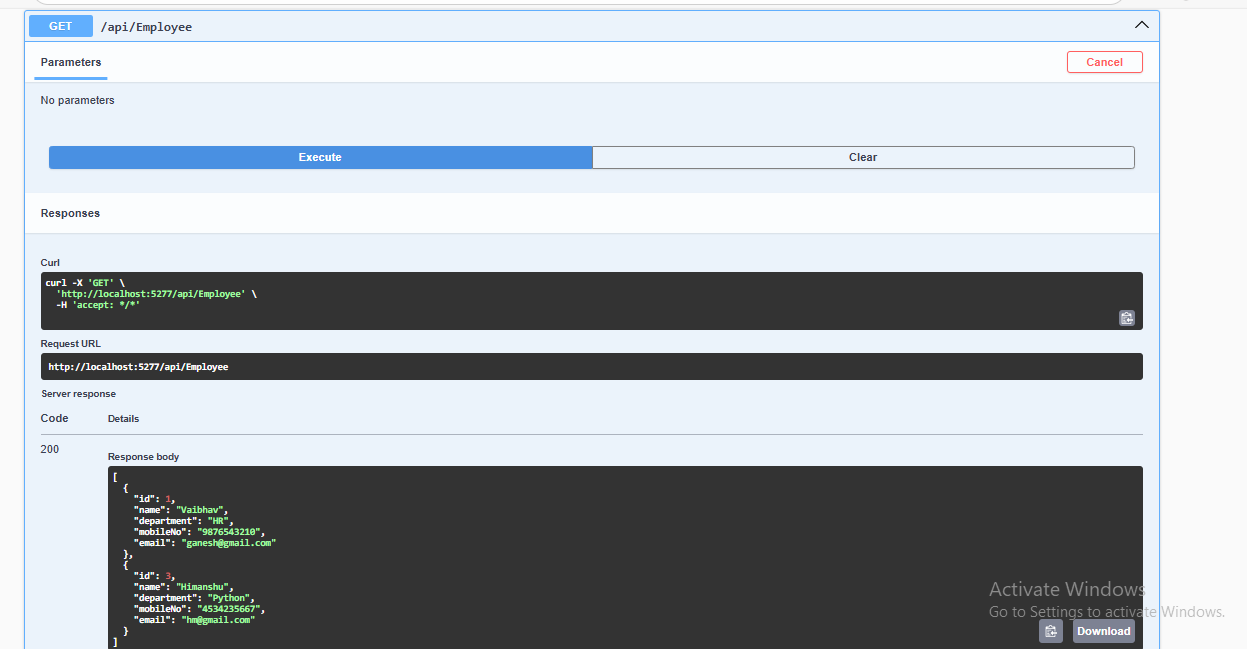 GET /api/Employee
Parameters
Cancel
No parameters
Execute
Clear
Responses
Curl
curl -X 'GET' \
  'http://localhost:5277/api/Employee' \
  -H 'accept: */*'
Request URL
http://localhost:5277/api/Employee
Server response
Code Details
200
Response body
[
  {
    "id": 1,
    "name": "Vaibhav",
    "department": "HR",
    "mobileNo": "9876543210",
    "email": "ganesh@gmail.com"
  },
  {
    "id": 3,
    "name": "Himanshu",
    "department": "Python",
    "mobileNo": "4534235667",
    "email": "hm@gmail.com"
  }
]
Activate Windows
Go to Settings to activate Windows.
Download